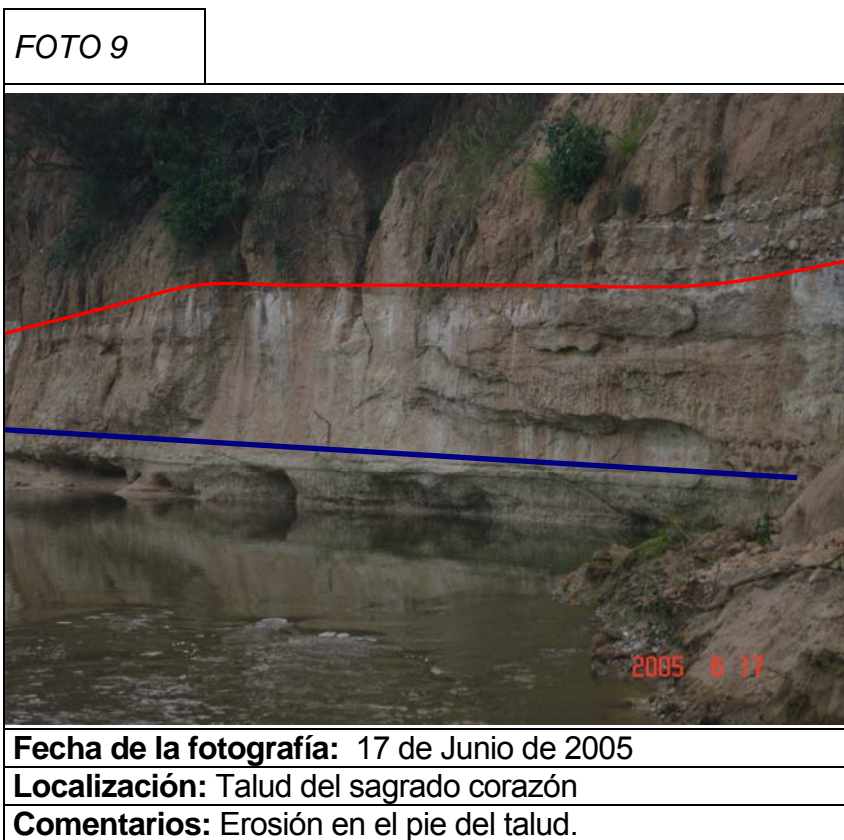 FOTO 9
2005 6 17
Fecha de la fotografía: 17 de Junio de 2005
Localización: Talud del sagrado corazón
Comentarios: Erosión en el pie del talud.